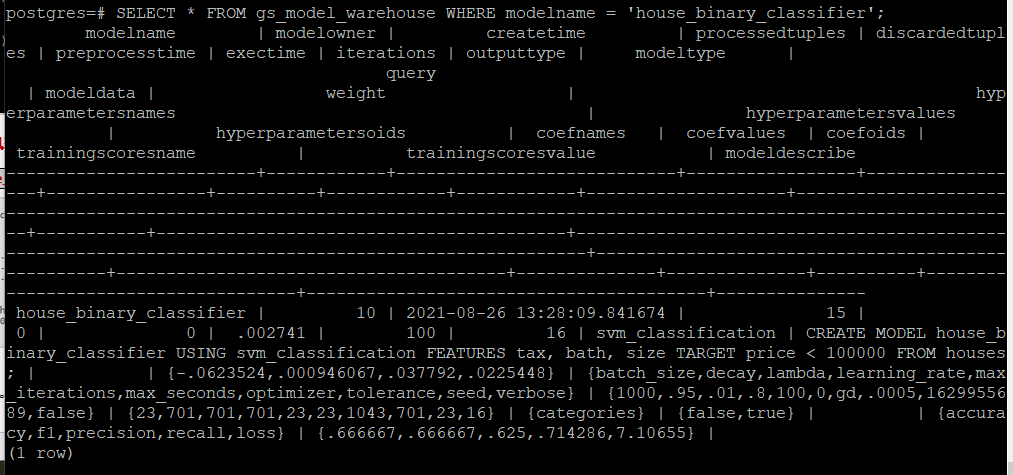 postgres=# SELECT * FROM gs_model_warehouse WHERE modelname = 'house_binary_classifier';
        modelname        | modelowner |         createtime         | processedtuples | discardedtupl
es | preprocesstime | exectime | iterations | outputtype |     modeltype      |
                                      query
  | modeldata |                 weight                  |                                        hyp
erparametersnames                                         |               hyperparametersvalues
          |          hyperparametersoids          |  coefnames   |  coefvalues  | coefoids |
 trainingscoresname          |          trainingscoresvalue           | modeldescribe
-------------------------+------------+----------------------------+-----------------+--------------
---+----------------+----------+------------+------------+--------------------+---------------------
----------------------------------------------------------------------------------------------------
--+-----------+-----------------------------------------+-------------------------------------------
----------------------------------------------------------+-----------------------------------------
----------+---------------------------------------+--------------+--------------+----------+--------
-----------------------------+----------------------------------------+---------------
 house_binary_classifier |         10 | 2021-08-26 13:28:09.841674 |              15 |
 0 |              0 |  .002741 |        100 |         16 | svm_classification | CREATE MODEL house_b
inary_classifier USING svm_classification FEATURES tax, bath, size TARGET price < 100000 FROM houses
; |           | {-.0623524,.000946067,.037792,.0225448} | {batch_size,decay,lambda,learning_rate,max
_iterations,max_seconds,optimizer,tolerance,seed,verbose} | {1000,.95,.01,.8,100,0,gd,.0005,16299556
89,false} | {23,701,701,701,23,23,1043,701,23,16} | {categories} | {false,true} |          | {accura
cy,f1,precision,recall,loss} | {.666667,.666667,.625,.714286,7.10655} |
(1 row)